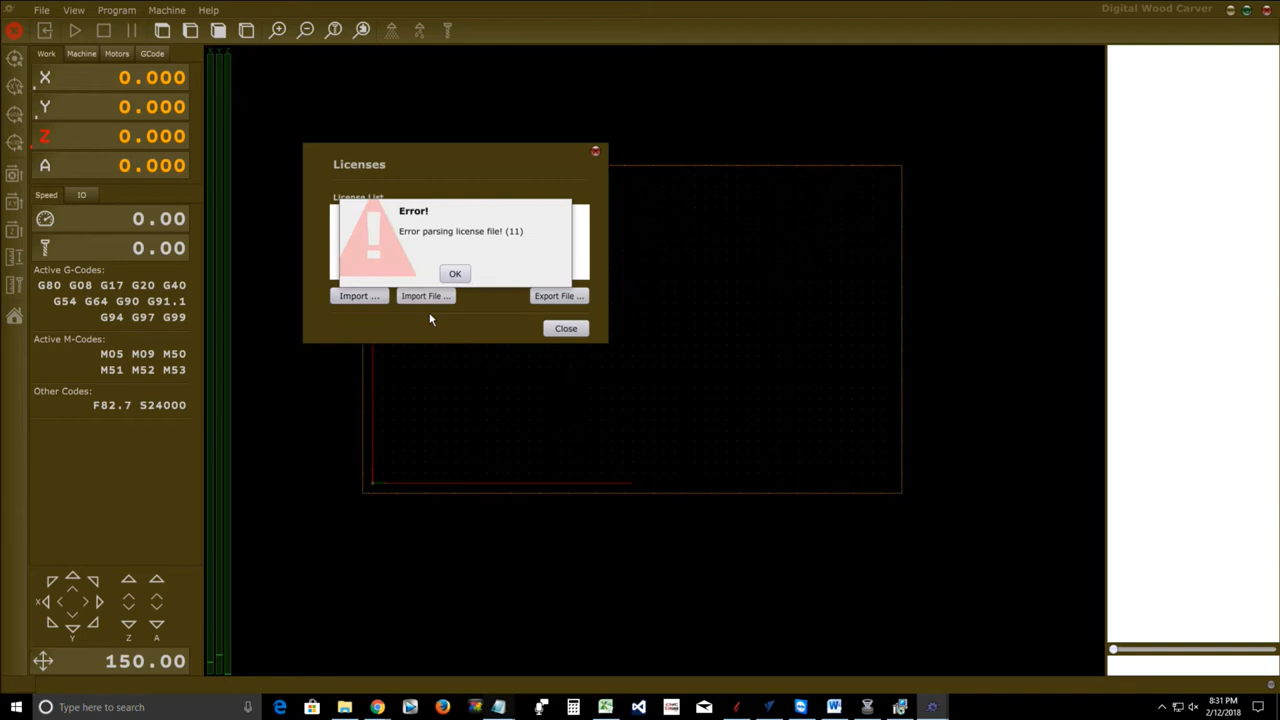 File View Program Machine Help
Digital Wood Carver
Work Machine Motors GCode
X 0.000
Y 0.000
Z 0.000
A 0.000
Speed IO
0.00
0.00
Active G-Codes:
G80 G08 G17 G20 G40
G54 G64 G90 G91.1
G94 G97 G99
Active M-Codes:
M05 M09 M50
M51 M52 M53
Other Codes:
F82.7 S24000
X
Y Z A
150.00
X Y Z
Licenses
License List
Error!
Error parsing license file! (11)
OK
Import ... Import File ... Export File ...
Close
Type here to search
8:31 PM
2/12/2018